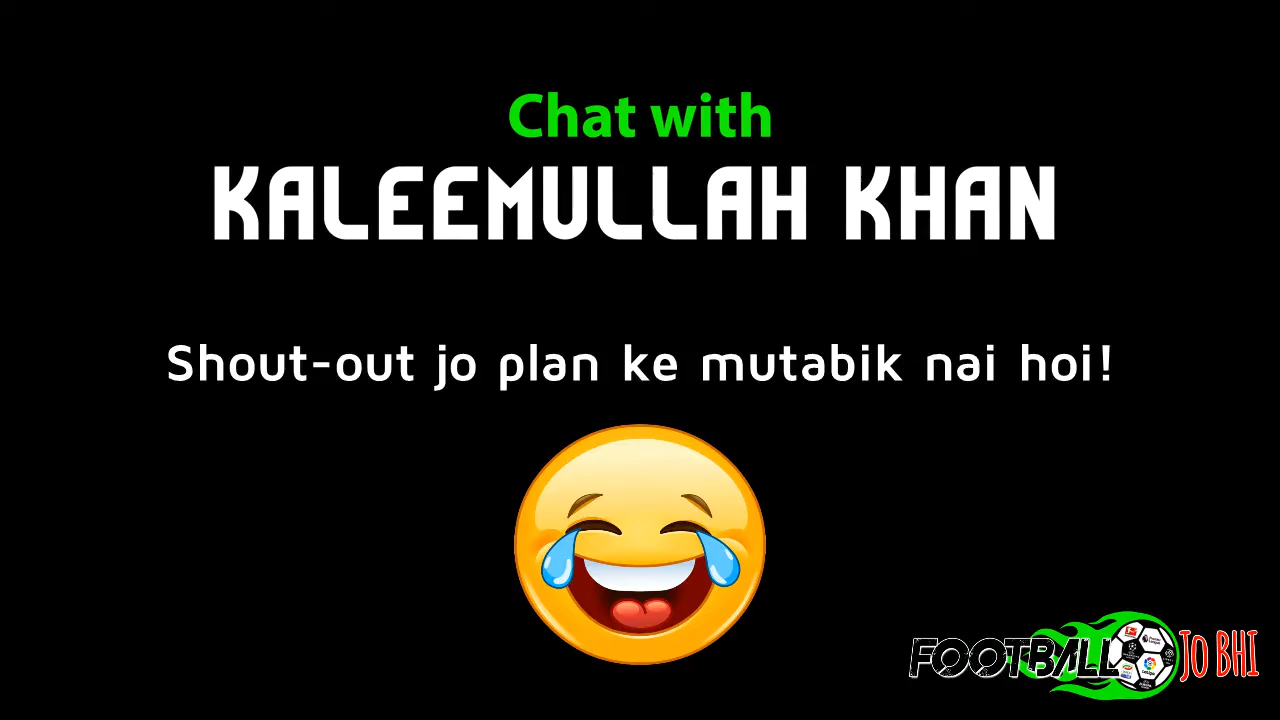 Chat with
KALEEMULLAH KHAN
Shout-out jo plan ke mutabik nai hoi!
FOOTBALL JO BHI